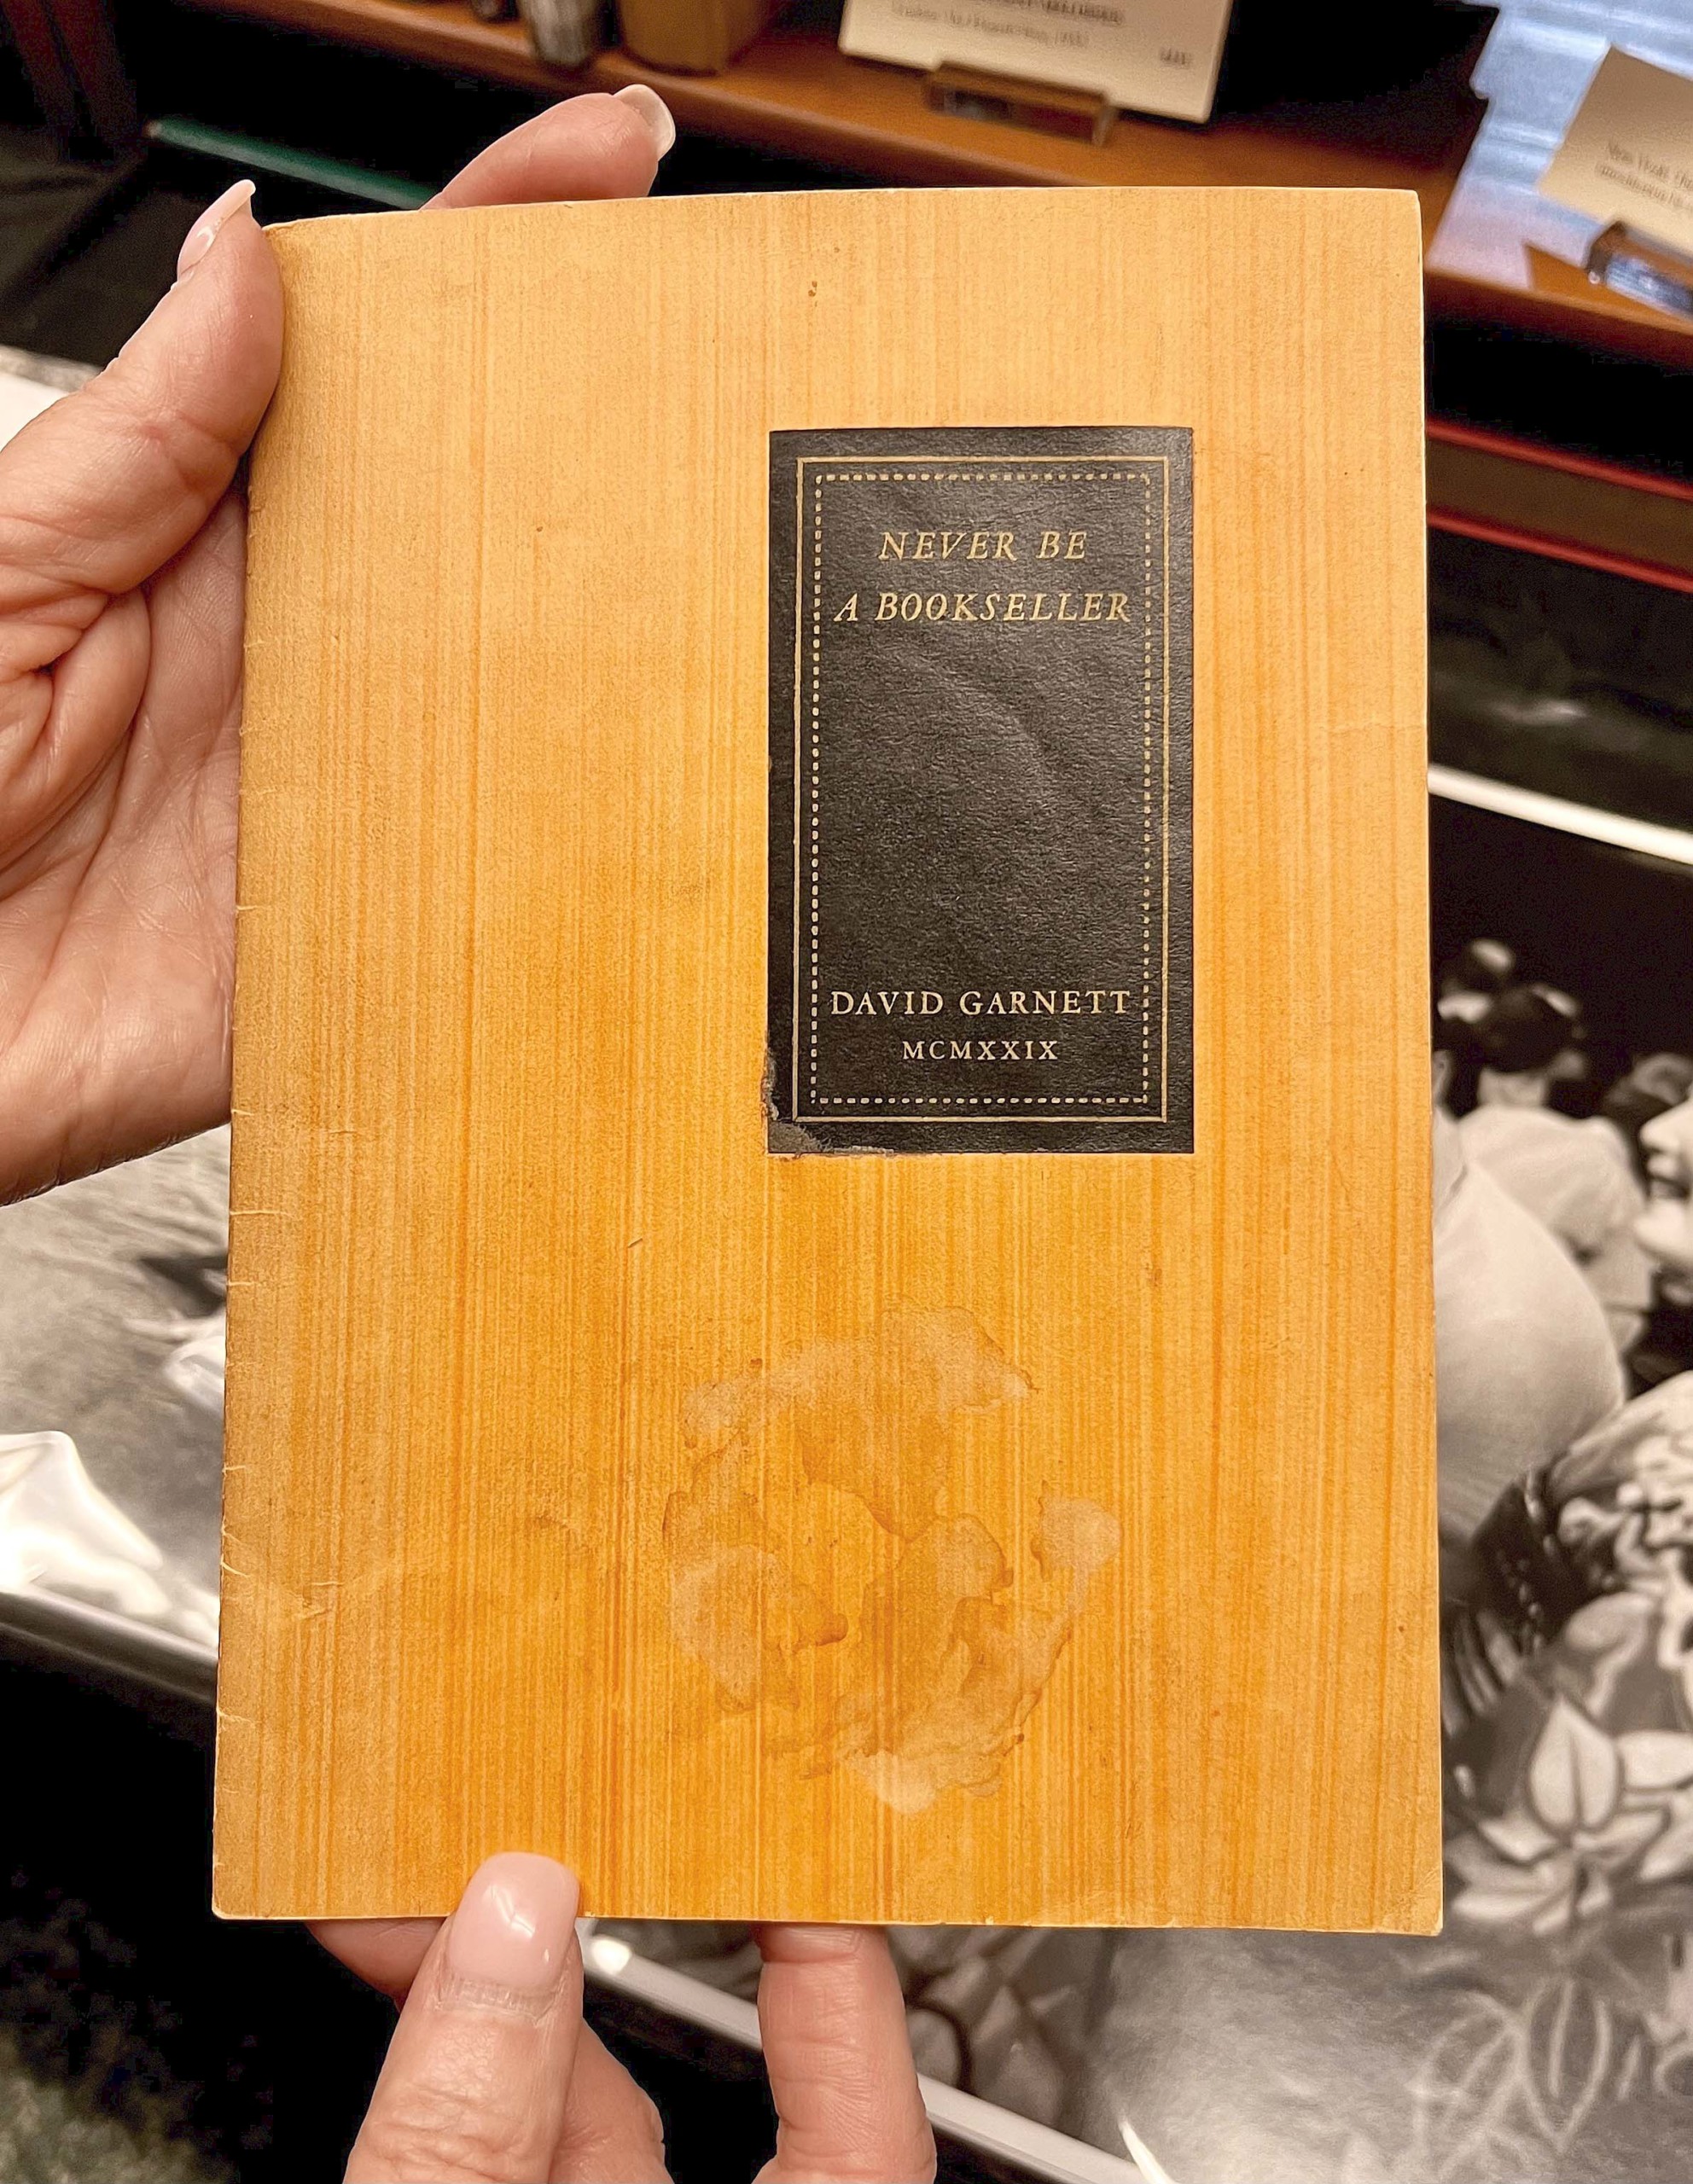 NEVER BE
A BOOKSELLER
DAVID GARNETT
MCMXXIX